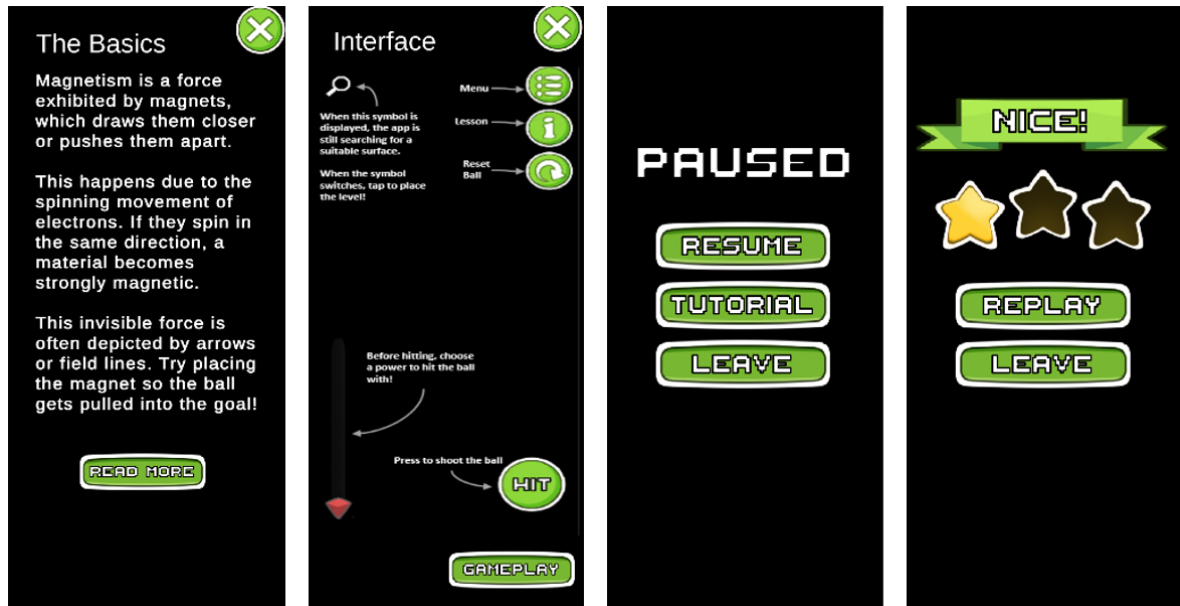 The Basics
Magnetism is a force
exhibited by magnets,
which draws them closer
or pushes them apart.
This happens due to the
spinning movement of
electrons. If they spin in
the same direction, a
material becomes
strongly magnetic.
This invisible force is
often depicted by arrows
or field lines. Try placing
the magnet so the ball
gets pulled into the goal!
READ MORE
Interface
Menu
When this symbol is
displayed, the app is
still searching for a
suitable surface.
When the symbol
switches, tap to place
the level!
Lesson
Reset
Ball
Before hitting, choose
a power to hit the ball
with!
Press to shoot the ball
HIT
GAMEPLAY
PAUSED
RESUME
TUTORIAL
LEAVE
NICE!
REPLAY
LEAVE